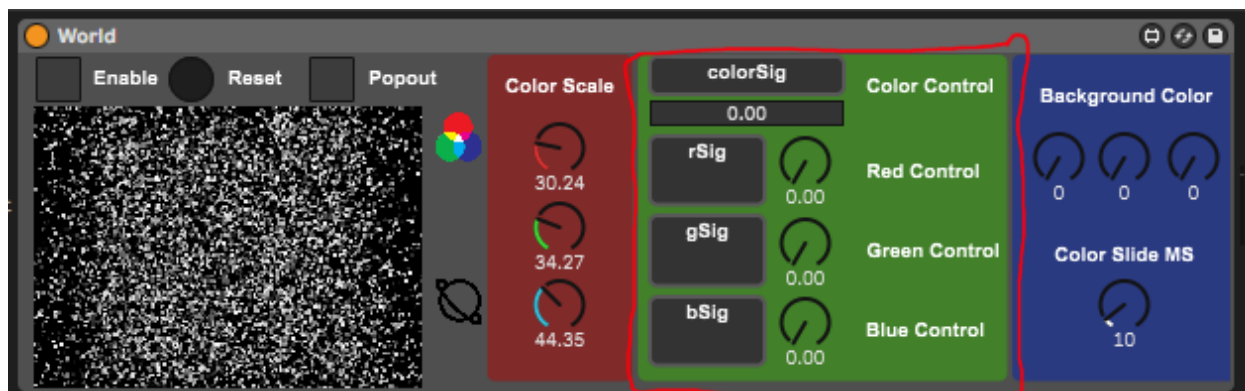 World
Enable Reset Popout
Color Scale
30.24
34.27
44.35
colorSig Color Control
0.00
rSig Red Control
0.00
gSig Green Control
0.00
bSig Blue Control
0.00
Background Color
0 0 0
Color Slide MS
10